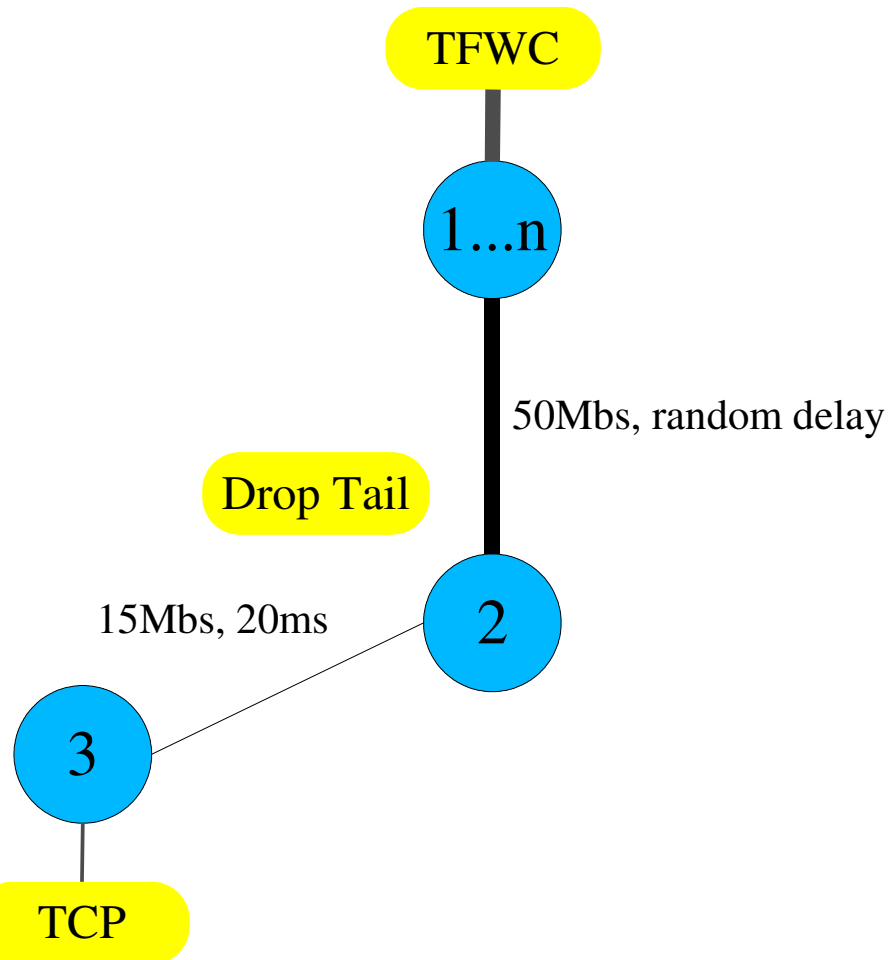 TFWC
1...n
50Mbs, random delay
Drop Tail
15Mbs, 20ms
2
3
TCP